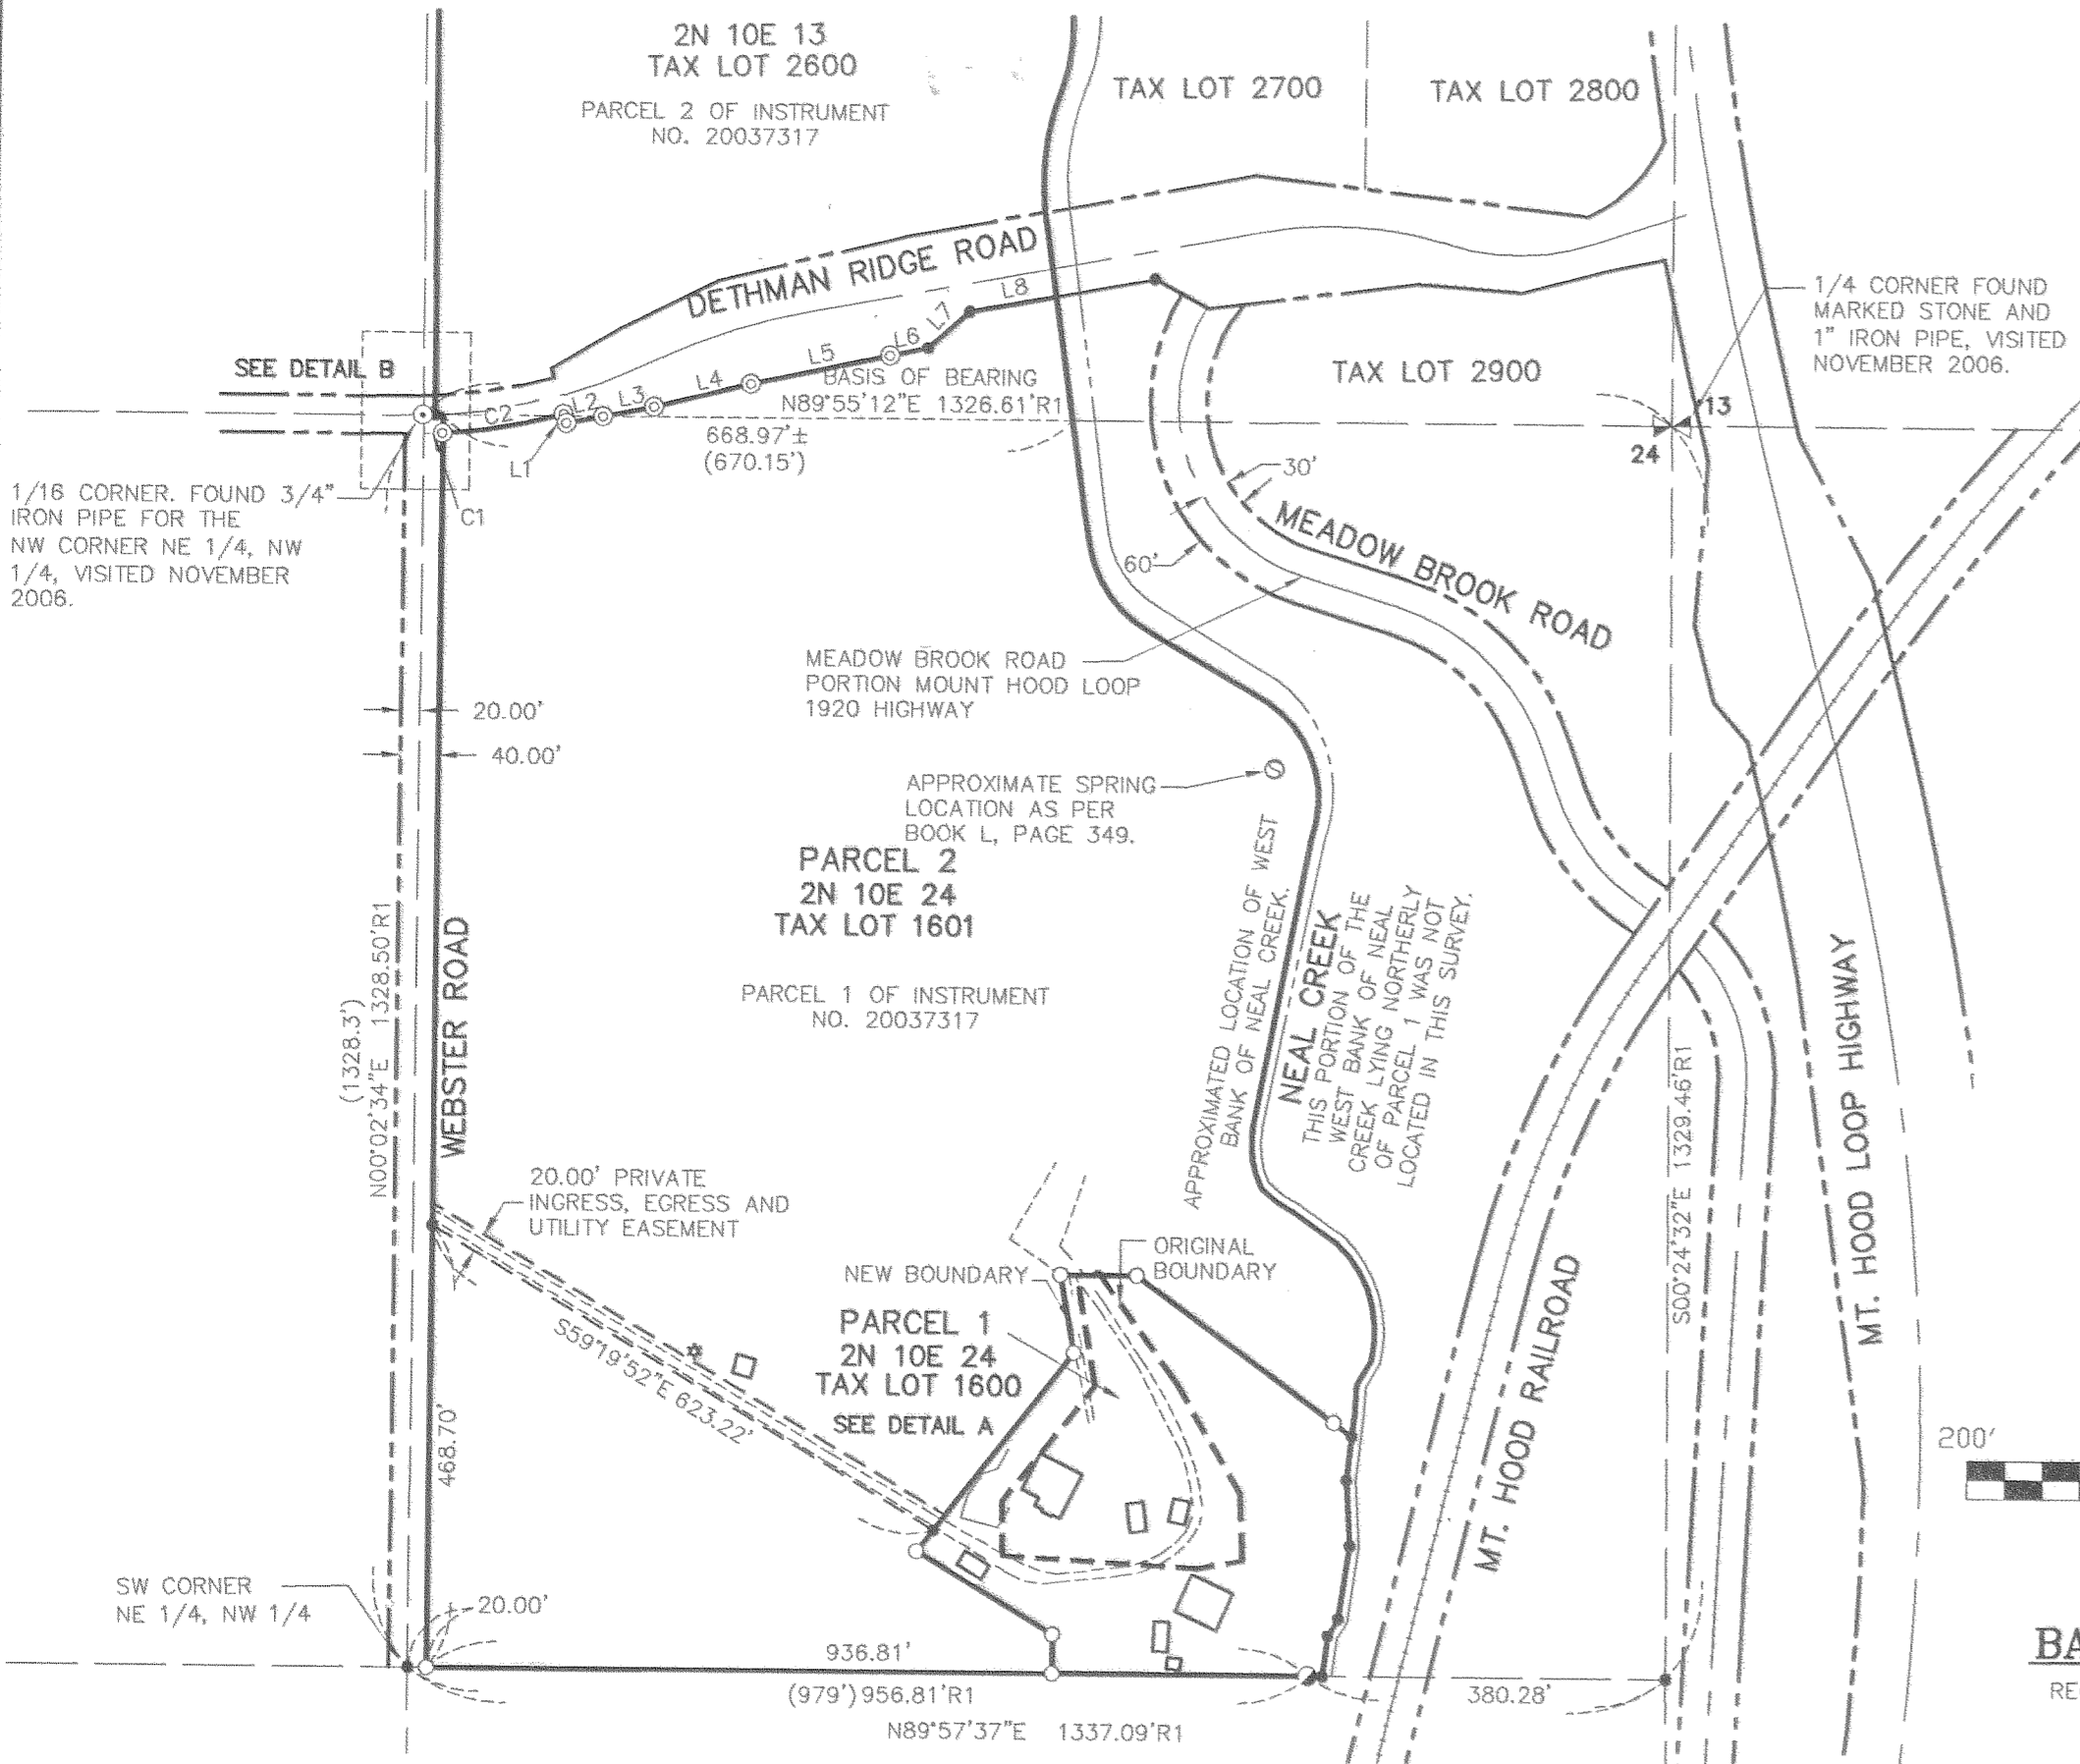 2N 10E 13
TAX LOT 2600
PARCEL 2 OF INSTRUMENT
NO. 20037317
TAX LOT 2700
TAX LOT 2800
DETHMAN RIDGE ROAD
1/4 CORNER FOUND
MARKED STONE AND
1" IRON PIPE, VISITED
NOVEMBER 2006.
SEE DETAIL B
C2
L1
L2
L3
L4
L5
L6
L7
L8
BASIS OF BEARING
N89°55'12"E 1326.61'R1
668.97'±
(670.15')
TAX LOT 2900
13
24
1/16 CORNER. FOUND 3/4"
IRON PIPE FOR THE
NW CORNER NE 1/4, NW
1/4, VISITED NOVEMBER
2006.
C1
30'
60'
MEADOW BROOK ROAD
MEADOW BROOK ROAD
PORTION MOUNT HOOD LOOP
1920 HIGHWAY
20.00'
40.00'
APPROXIMATE SPRING
LOCATION AS PER
BOOK L, PAGE 349.
PARCEL 2
2N 10E 24
TAX LOT 1601
PARCEL 1 OF INSTRUMENT
NO. 20037317
(1328.3')
N00°02'34"E 1328.50'R1
WEBSTER ROAD
APPROXIMATED LOCATION OF WEST
BANK OF NEAL CREEK.
NEAL CREEK
THIS PORTION OF THE
WEST BANK OF NEAL
CREEK LYING NORTHERLY
OF PARCEL 1 WAS NOT
LOCATED IN THIS SURVEY.
S00°24'32"E 1329.46'R1
MT. HOOD LOOP HIGHWAY
20.00' PRIVATE
INGRESS, EGRESS AND
UTILITY EASEMENT
NEW BOUNDARY
ORIGINAL
BOUNDARY
PARCEL 1
2N 10E 24
TAX LOT 1600
SEE DETAIL A
S59°19'52"E 623.22'
468.70'
MT. HOOD RAILROAD
200'
SW CORNER
NE 1/4, NW 1/4
20.00'
936.81'
(979')956.81'R1
N89°57'37"E 1337.09'R1
380.28'
BA
RE